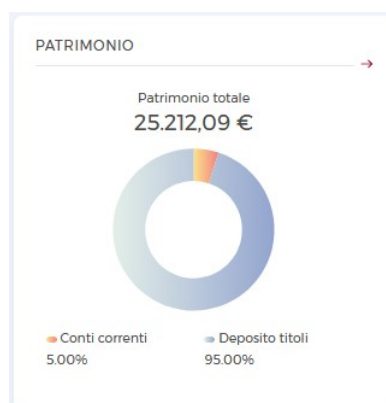 PATRIMONIO
Patrimonio totale
25.212,09 €
Conti correnti
5.00%
Deposito titoli
95.00%